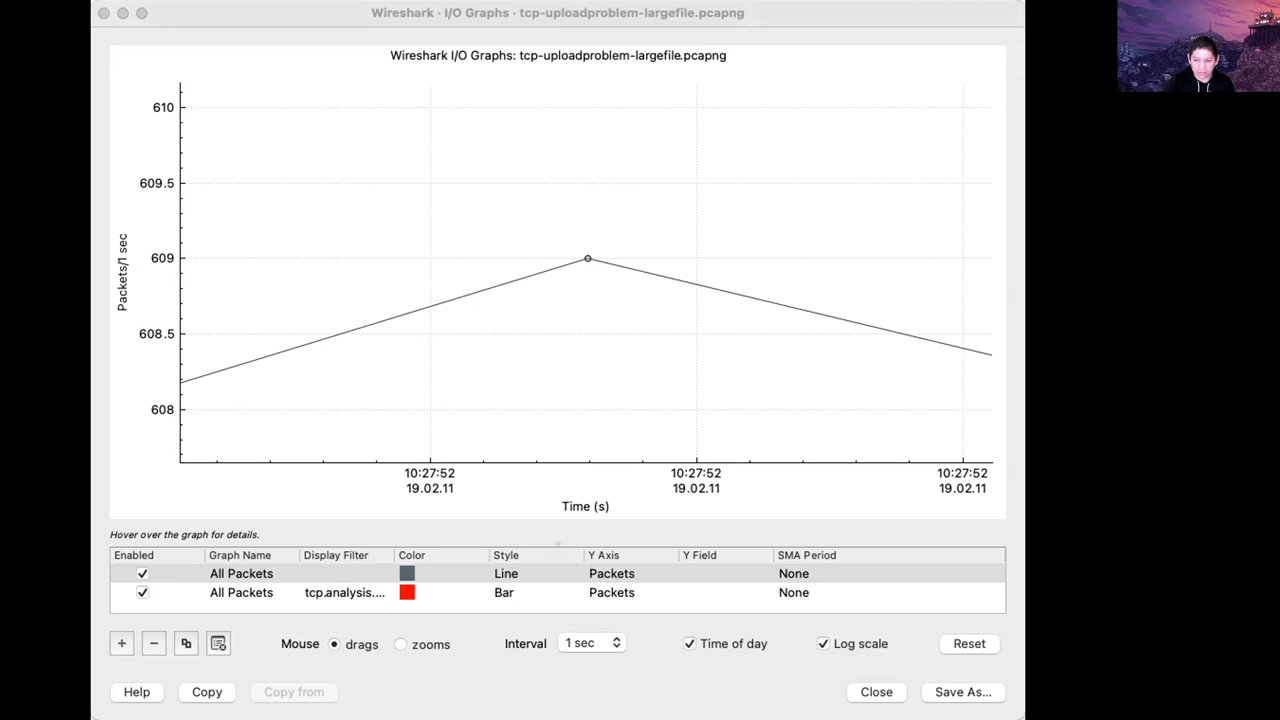 Wireshark · I/O Graphs · tcp-uploadproblem-largefile.pcapng
Wireshark I/O Graphs: tcp-uploadproblem-largefile.pcapng
610
609.5
609
608.5
608
Packets/1 sec
10:27:52 10:27:52 10:27:52
19.02.11 19.02.11 19.02.11
Time (s)
Hover over the graph for details.
Enabled Graph Name Display Filter Color Style Y Axis Y Field SMA Period
All Packets Line Packets None
All Packets tcp.analysis.... Bar Packets None
+ − Mouse drags zooms Interval 1 sec Time of day Log scale Reset
Help Copy Copy from Close Save As...